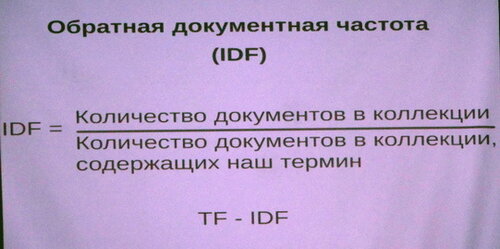 Обратная документная частота
(IDF)
Количество документов в коллекции
IDF =
Количество документов в коллекции,
содержащих наш термин
TF - IDF